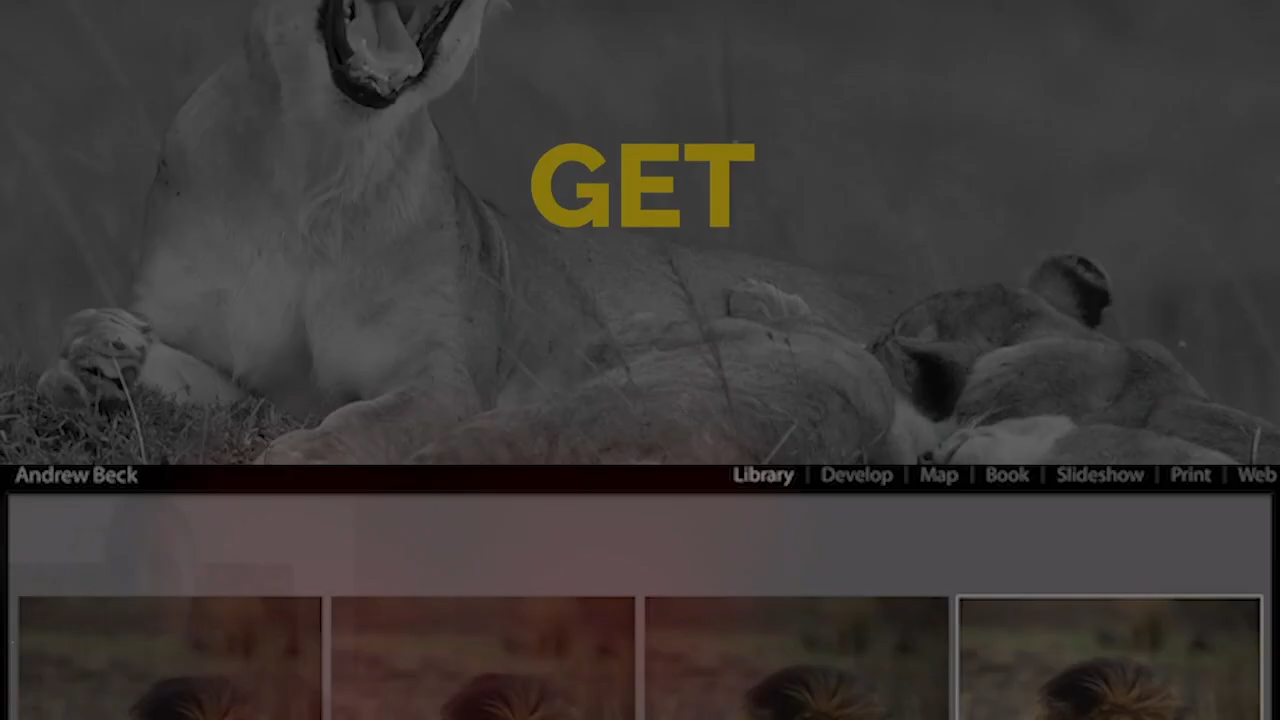 GET
Andrew Beck
Library | Develop | Map | Book | Slideshow | Print | Web